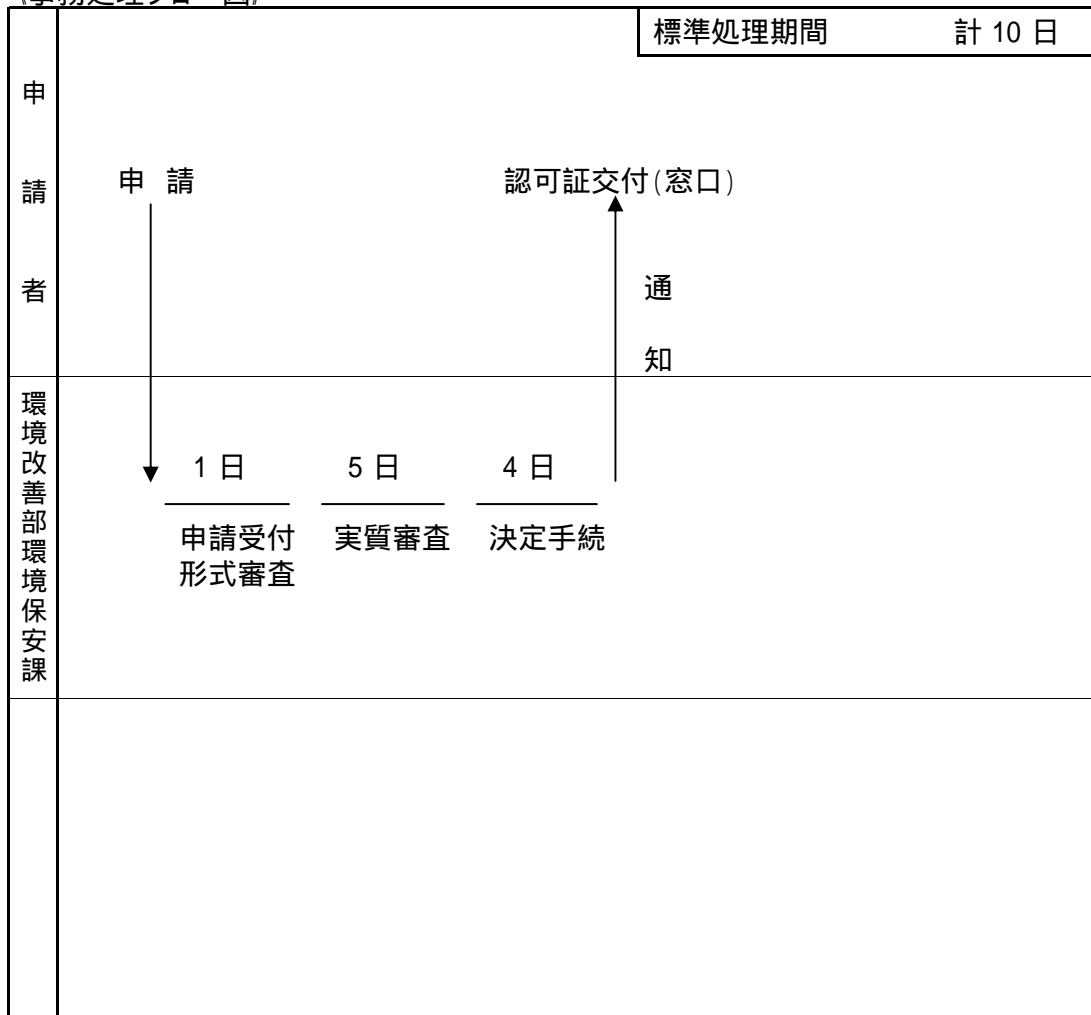 標準処理期間 計 10 日
申請者
申 請
認可証交付(窓口)
通知
環境改善部環境保安課
1 日 5 日 4 日
申請受付 実質審査 決定手続
形式審査